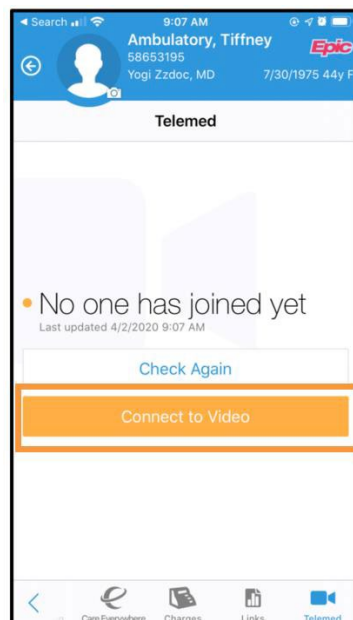 Search 9:07 AM
Ambulatory, Tiffney
Epic
58653195
Yogi Zzdoc, MD 7/30/1975 44y F
Telemed
No one has joined yet
Last updated 4/2/2020 9:07 AM
Check Again
Connect to Video
Care Everywhere Charges Links Telemed